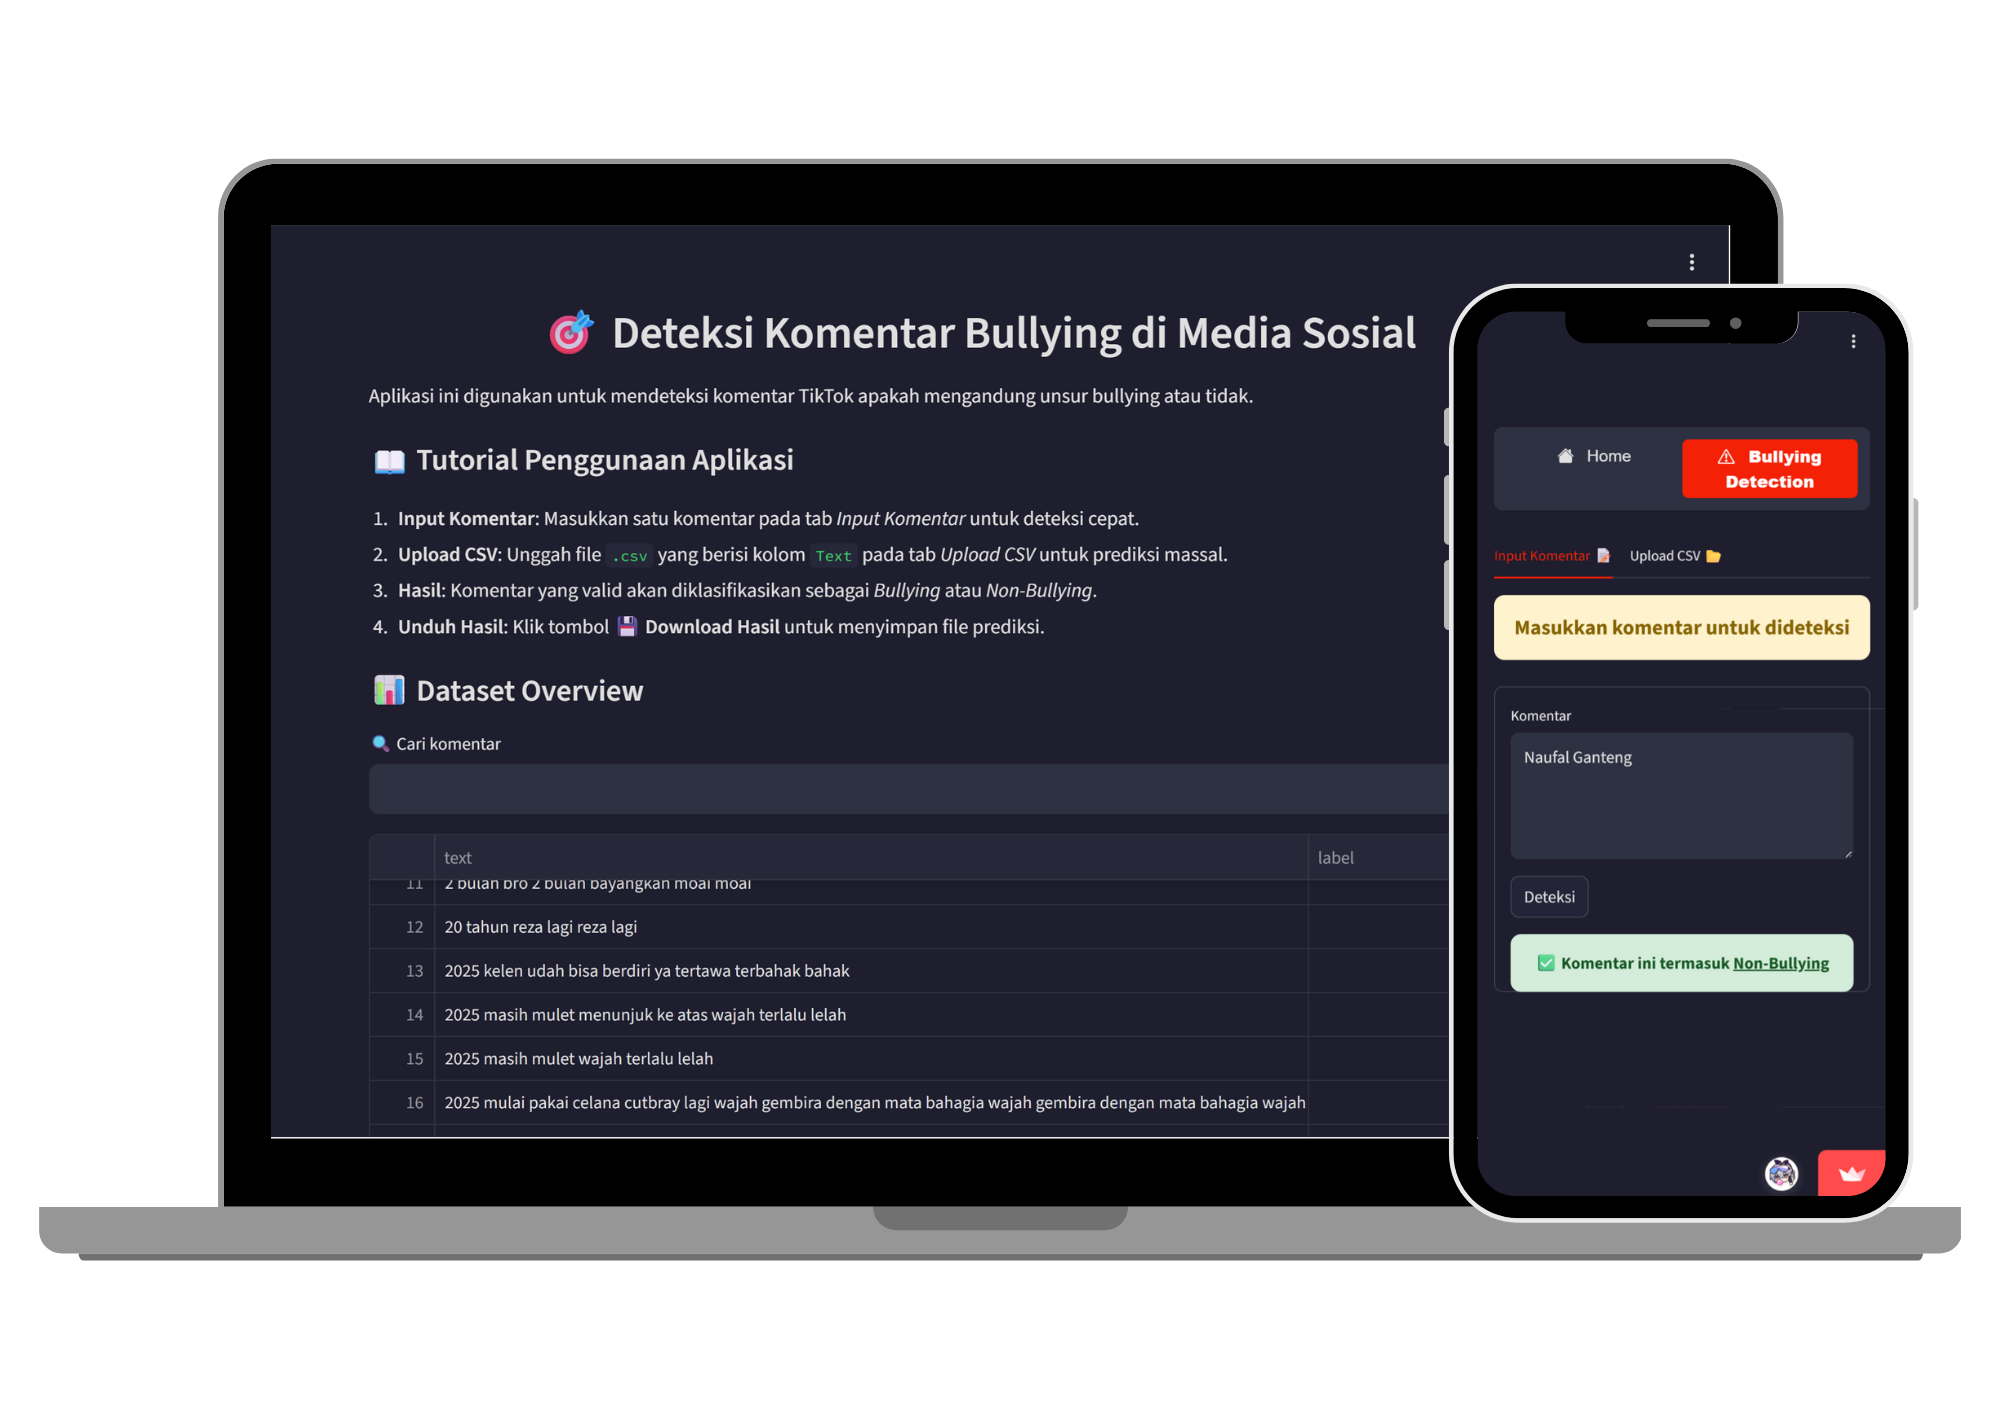 Deteksi Komentar Bullying di Media Sosial
Aplikasi ini digunakan untuk mendeteksi komentar TikTok apakah mengandung unsur bullying atau tidak.
Tutorial Penggunaan Aplikasi
1. Input Komentar: Masukkan satu komentar pada tab Input Komentar untuk deteksi cepat.
2. Upload CSV: Unggah file .csv yang berisi kolom Text pada tab Upload CSV untuk prediksi massal.
3. Hasil: Komentar yang valid akan diklasifikasikan sebagai Bullying atau Non-Bullying.
4. Unduh Hasil: Klik tombol 💾 Download Hasil untuk menyimpan file prediksi.
Dataset Overview
Cari komentar
text label
11 2 bulan bro 2 bulan bayangkan moai moai
12 20 tahun reza lagi reza lagi
13 2025 kelen udah bisa berdiri ya tertawa terbahak bahak
14 2025 masih mulet menunjuk ke atas wajah terlalu lelah
15 2025 masih mulet wajah terlalu lelah
16 2025 mulai pakai celana cutbray lagi wajah gembira dengan mata bahagia wajah gembira dengan mata bahagia wajah
Home
Bullying
Detection
Input Komentar Upload CSV
Masukkan komentar untuk dideteksi
Komentar
Naufal Ganteng
Deteksi
✅ Komentar ini termasuk Non-Bullying